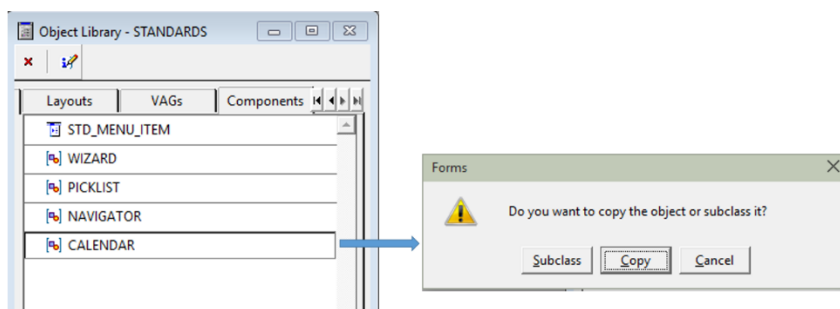 Object Library - STANDARDS
Layouts VAGs Components
STD_MENU_ITEM
WIZARD
PICKLIST
NAVIGATOR
CALENDAR
Forms
Do you want to copy the object or subclass it?
Subclass Copy Cancel